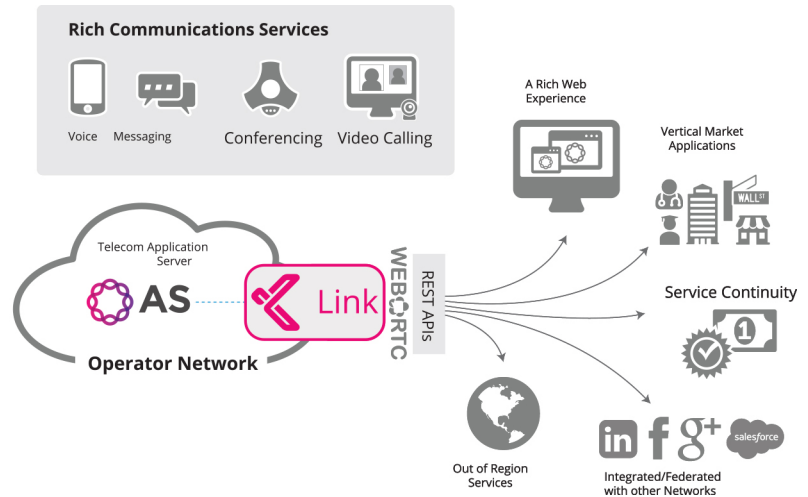 Rich Communications Services
Voice
Messaging
Conferencing
Video Calling
A Rich Web
Experience
Vertical Market
Applications
WALL ST
Telecom Application
Server
AS
Link
WEBRTC
REST APIs
Operator Network
Service Continuity
1
Out of Region
Services
in
f
g+
salesforce
Integrated/Federated
with other Networks